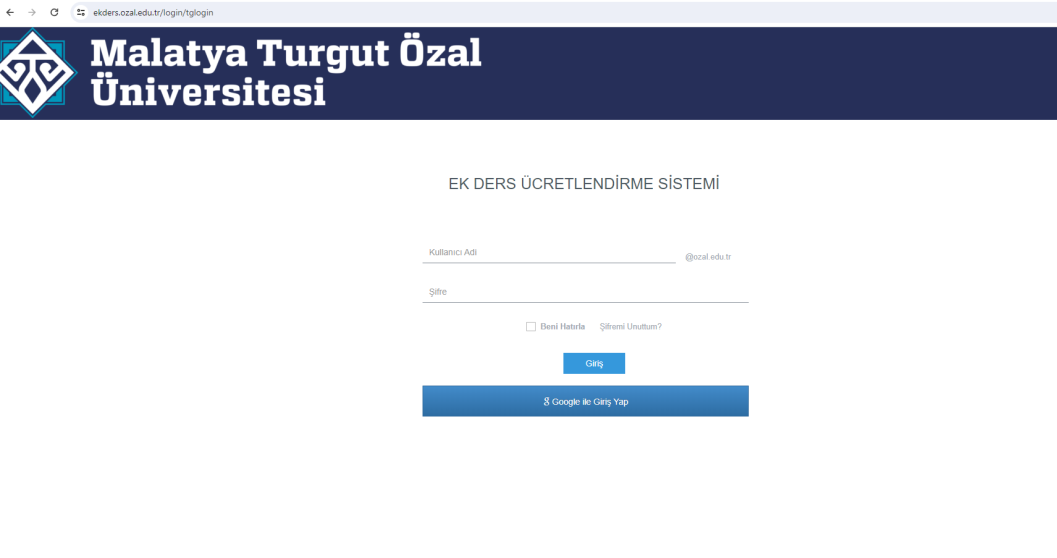 ekders.ozal.edu.tr/login/tglogin
Malatya Turgut Özal
Üniversitesi
EK DERS ÜCRETLENDİRME SİSTEMİ
Kullanıcı Adi
@ozal.edu.tr
Şifre
Beni Hatırla Şifremi Unuttum?
Giriş
Google ile Giriş Yap